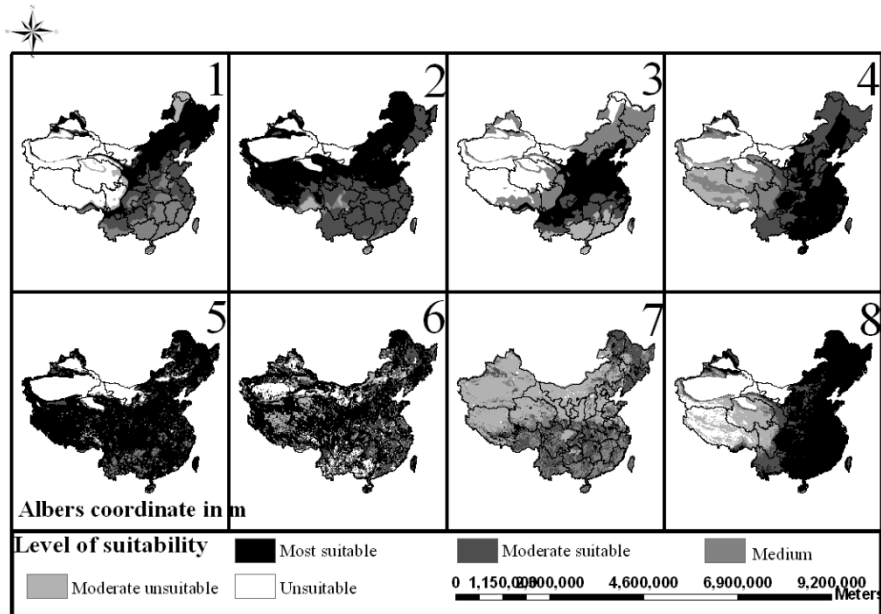 1
2
3
4
5
6
7
8
Albers coordinate in m
Level of suitability
Most suitable
Moderate suitable
Medium
Moderate unsuitable
Unsuitable
0 4,600,000 6,900,000 9,200,000
Meters